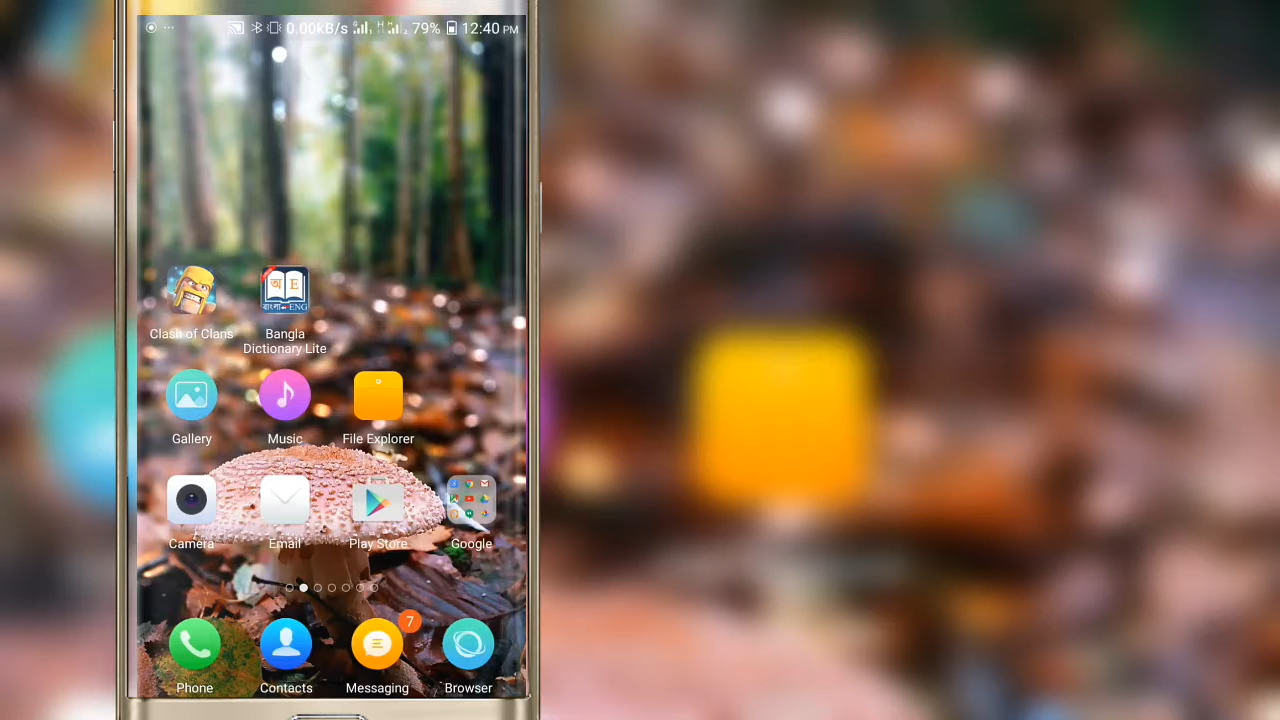 0.00kB/s 79% 12:40 PM
অ E
বাংলা ENG
Clash of Clans
Bangla
Dictionary Lite
Gallery
Music
File Explorer
Camera
Email
Play Store
Google
7
Phone
Contacts
Messaging
Browser